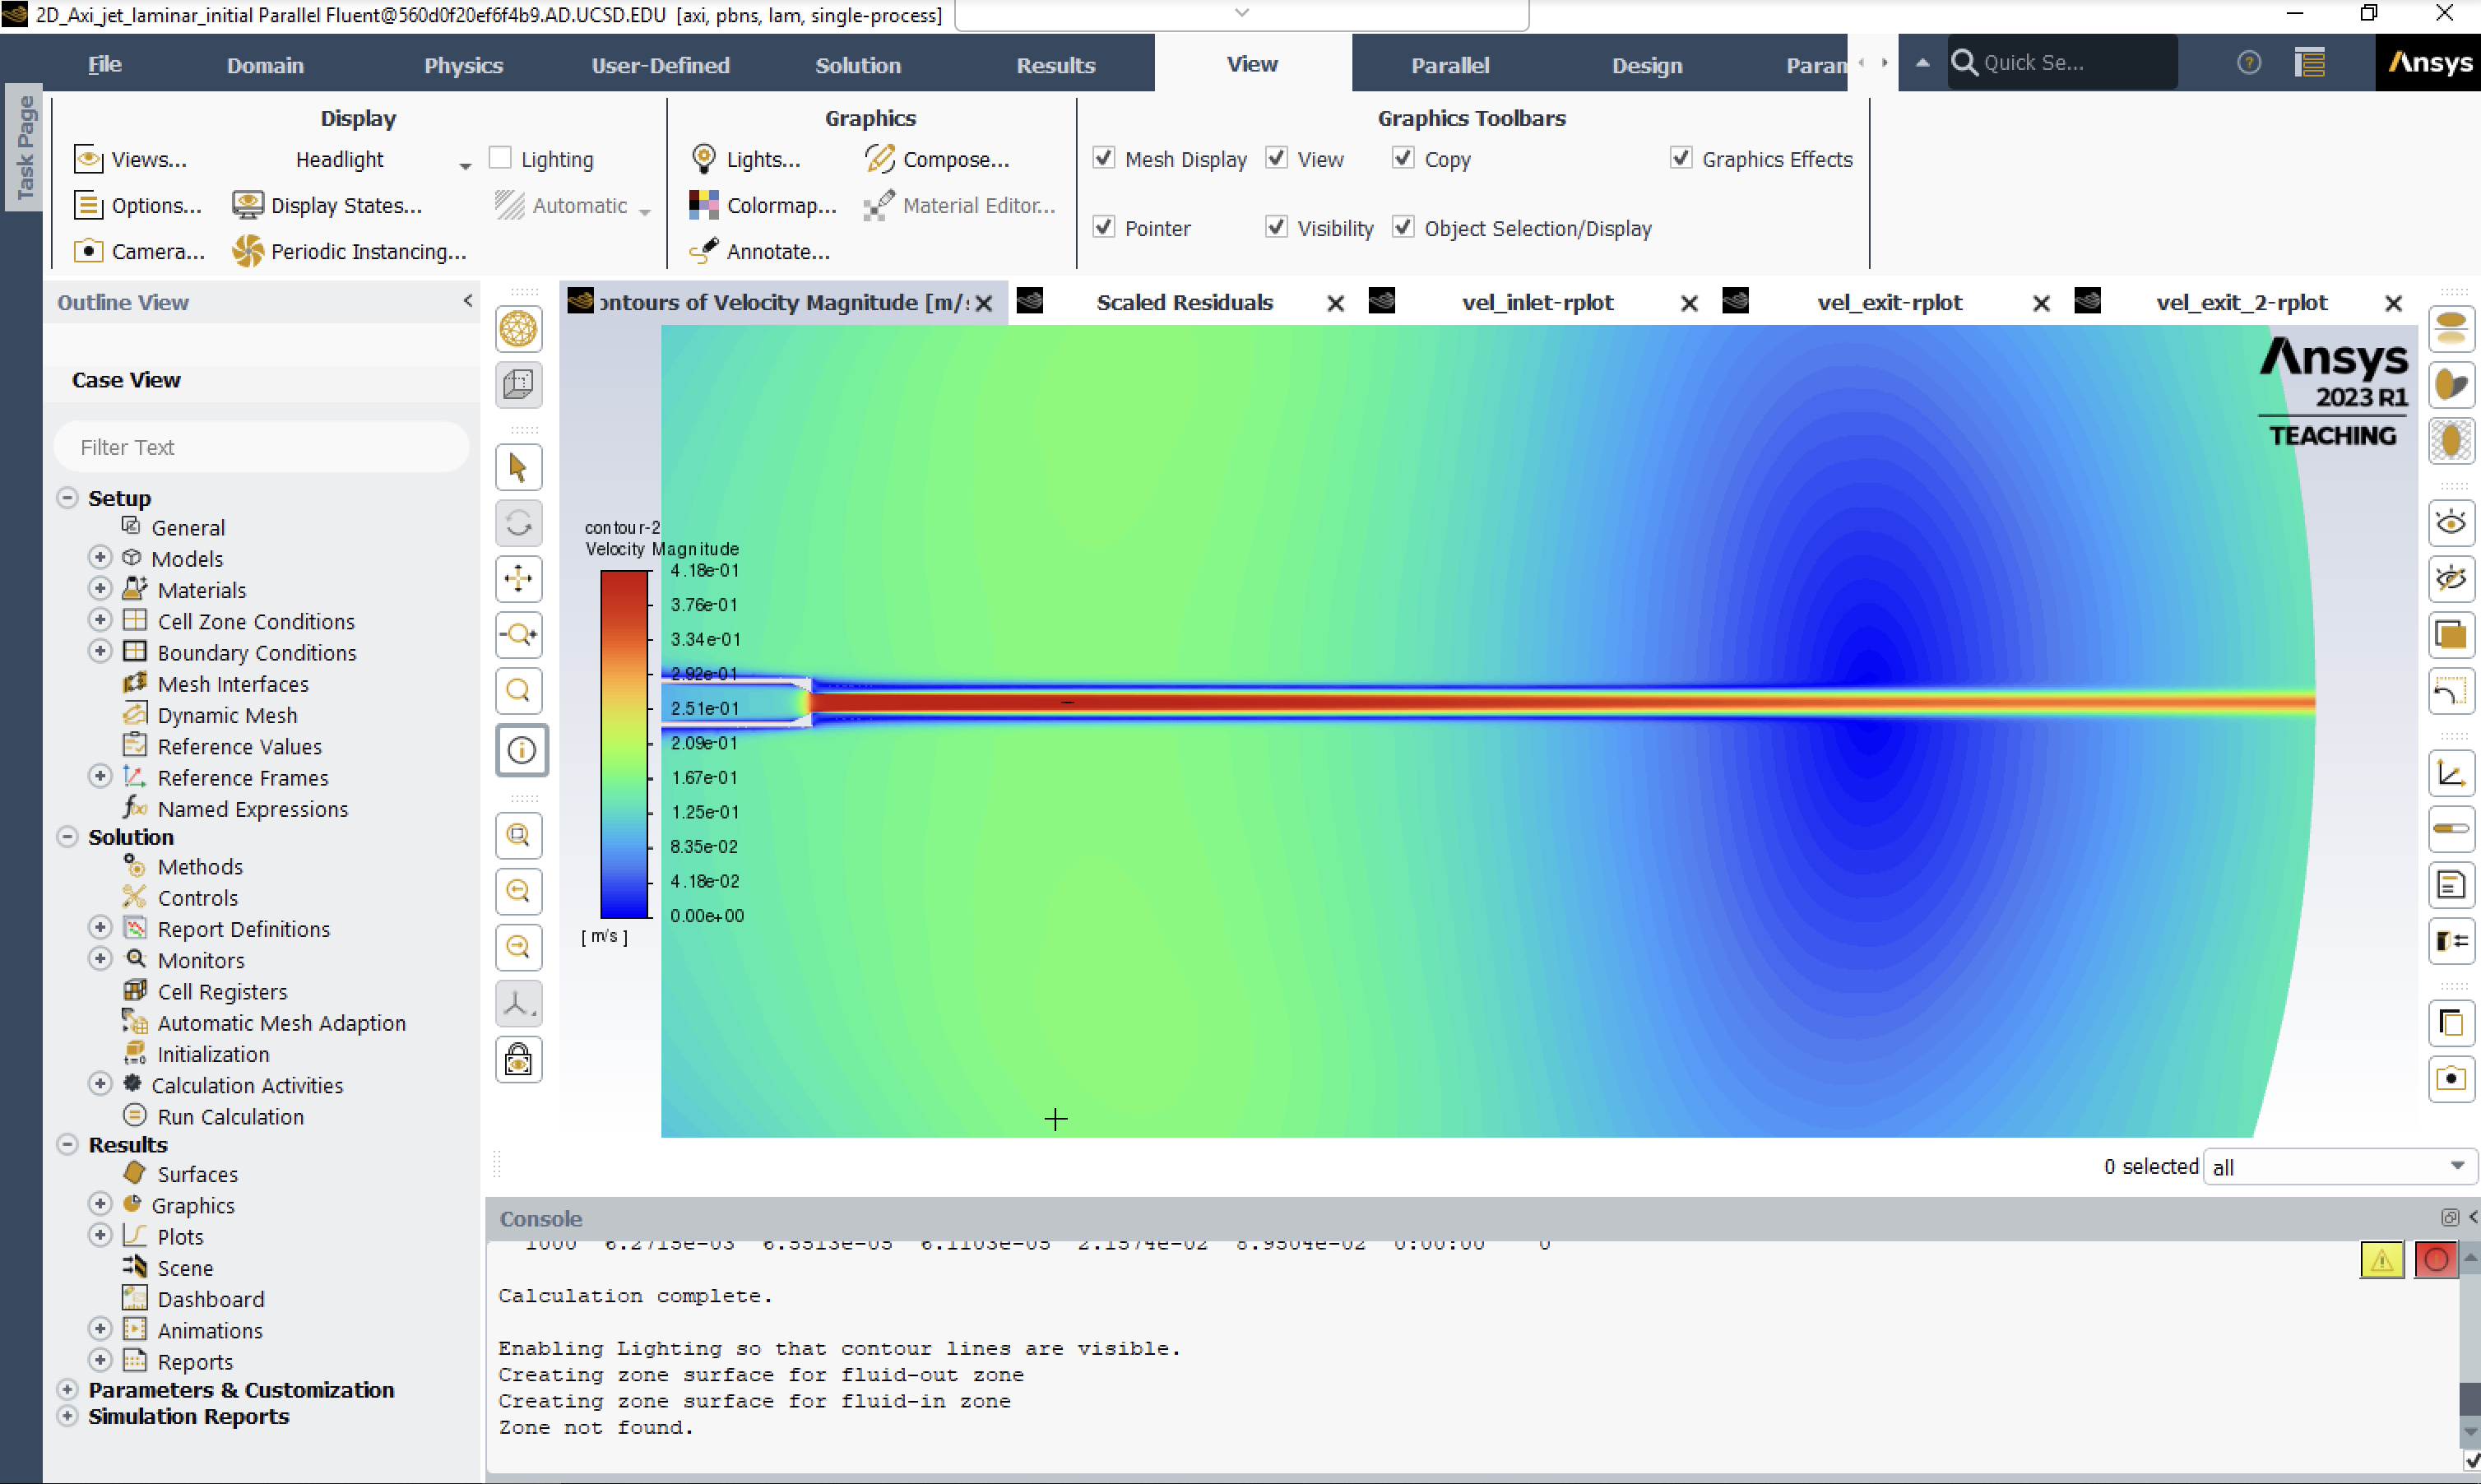 2D_Axi_jet_laminar_initial Parallel Fluent@560d0f20ef6f4b9.AD.UCSD.EDU [axi, pbns, lam, single-process]
File Domain Physics User-Defined Solution Results View Parallel Design Param Quick Se... Ansys
Task Page
Display Graphics Graphics Toolbars
Views... Headlight Lighting Lights... Compose... Mesh Display View Copy Graphics Effects
Options... Display States... Automatic Colormap... Material Editor...
Pointer Visibility Object Selection/Display
Camera... Periodic Instancing... Annotate...
Outline View
ontours of Velocity Magnitude [m/s Scaled Residuals vel_inlet-rplot vel_exit-rplot vel_exit_2-rplot
Case View
Filter Text
Setup
General
Models
Materials
Cell Zone Conditions
Boundary Conditions
Mesh Interfaces
Dynamic Mesh
Reference Values
Reference Frames
Named Expressions
Solution
Methods
Controls
Report Definitions
Monitors
Cell Registers
Automatic Mesh Adaption
t=0 Initialization
Calculation Activities
Run Calculation
Results
Surfaces
Graphics
Plots
Scene
Dashboard
Animations
Reports
Parameters & Customization
Simulation Reports
Ansys
2023 R1
TEACHING
contour-2
Velocity Magnitude
4.18e-01
3.76e-01
3.34e-01
2.92e-01
2.51e-01
2.09e-01
1.67e-01
1.25e-01
8.35e-02
4.18e-02
0.00e+00
[ m/s ]
0 selected all
Console
1000 6.2715e-03 6.5513e-05 6.1103e-05 2.1574e-02 8.9504e-02 0:00:00 0
Calculation complete.
Enabling Lighting so that contour lines are visible.
Creating zone surface for fluid-out zone
Creating zone surface for fluid-in zone
Zone not found.